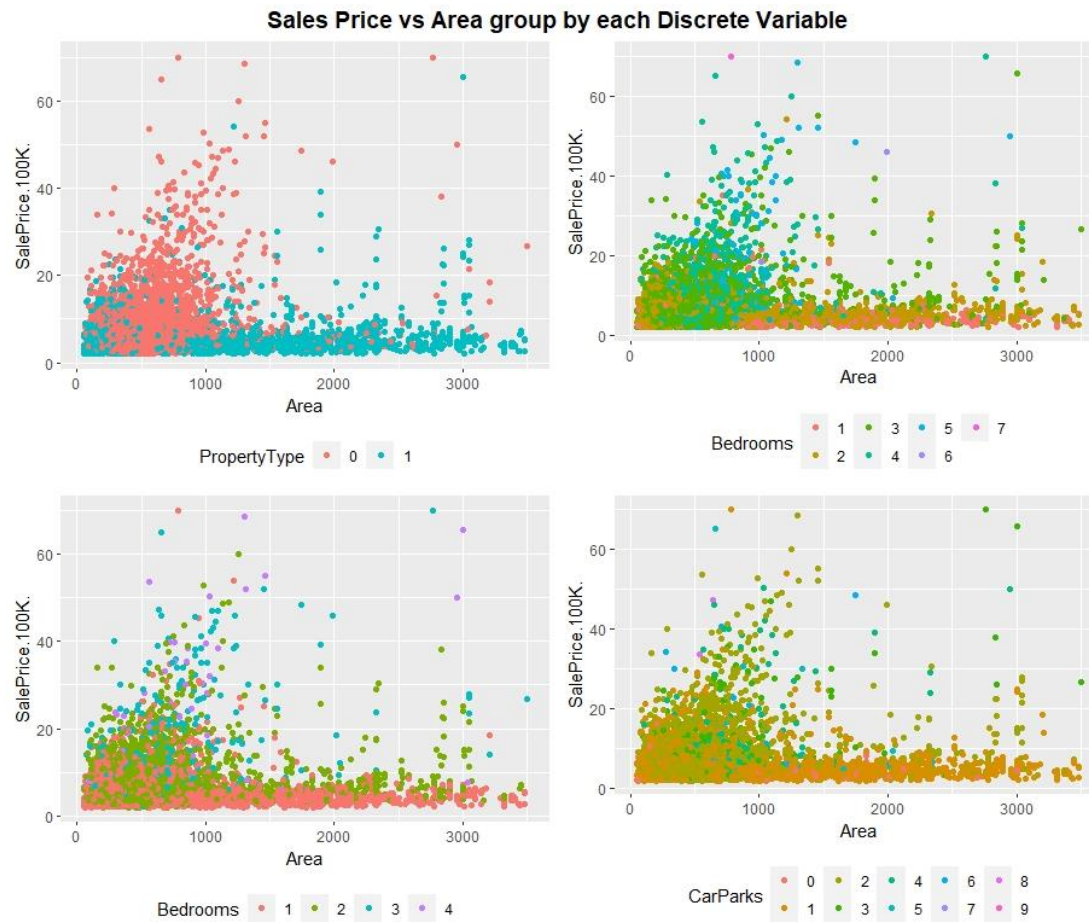 Sales Price vs Area group by each Discrete Variable
SalePrice.100K.
60
40
20
0
0 1000 2000 3000
Area
PropertyType 0 1
SalePrice.100K.
60
40
20
0
0 1000 2000 3000
Area
Bedrooms 1 3 5 7
2 4 6
SalePrice.100K.
60
40
20
0
0 1000 2000 3000
Area
Bedrooms 1 2 3 4
SalePrice.100K.
60
40
20
0
0 1000 2000 3000
Area
CarParks 0 2 4 6 8
1 3 5 7 9